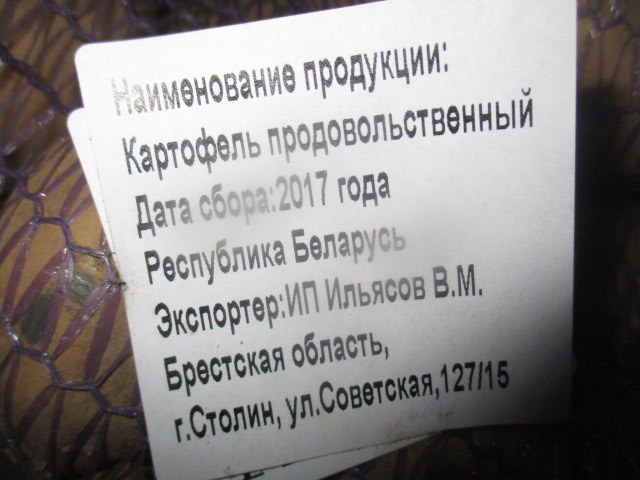 Наименование продукции:
Картофель продовольственный
Дата сбора:2017 года
Республика Беларусь
Экспортер:ИП Ильясов В.М.
Брестская область,
г.Столин, ул.Советская,127/15